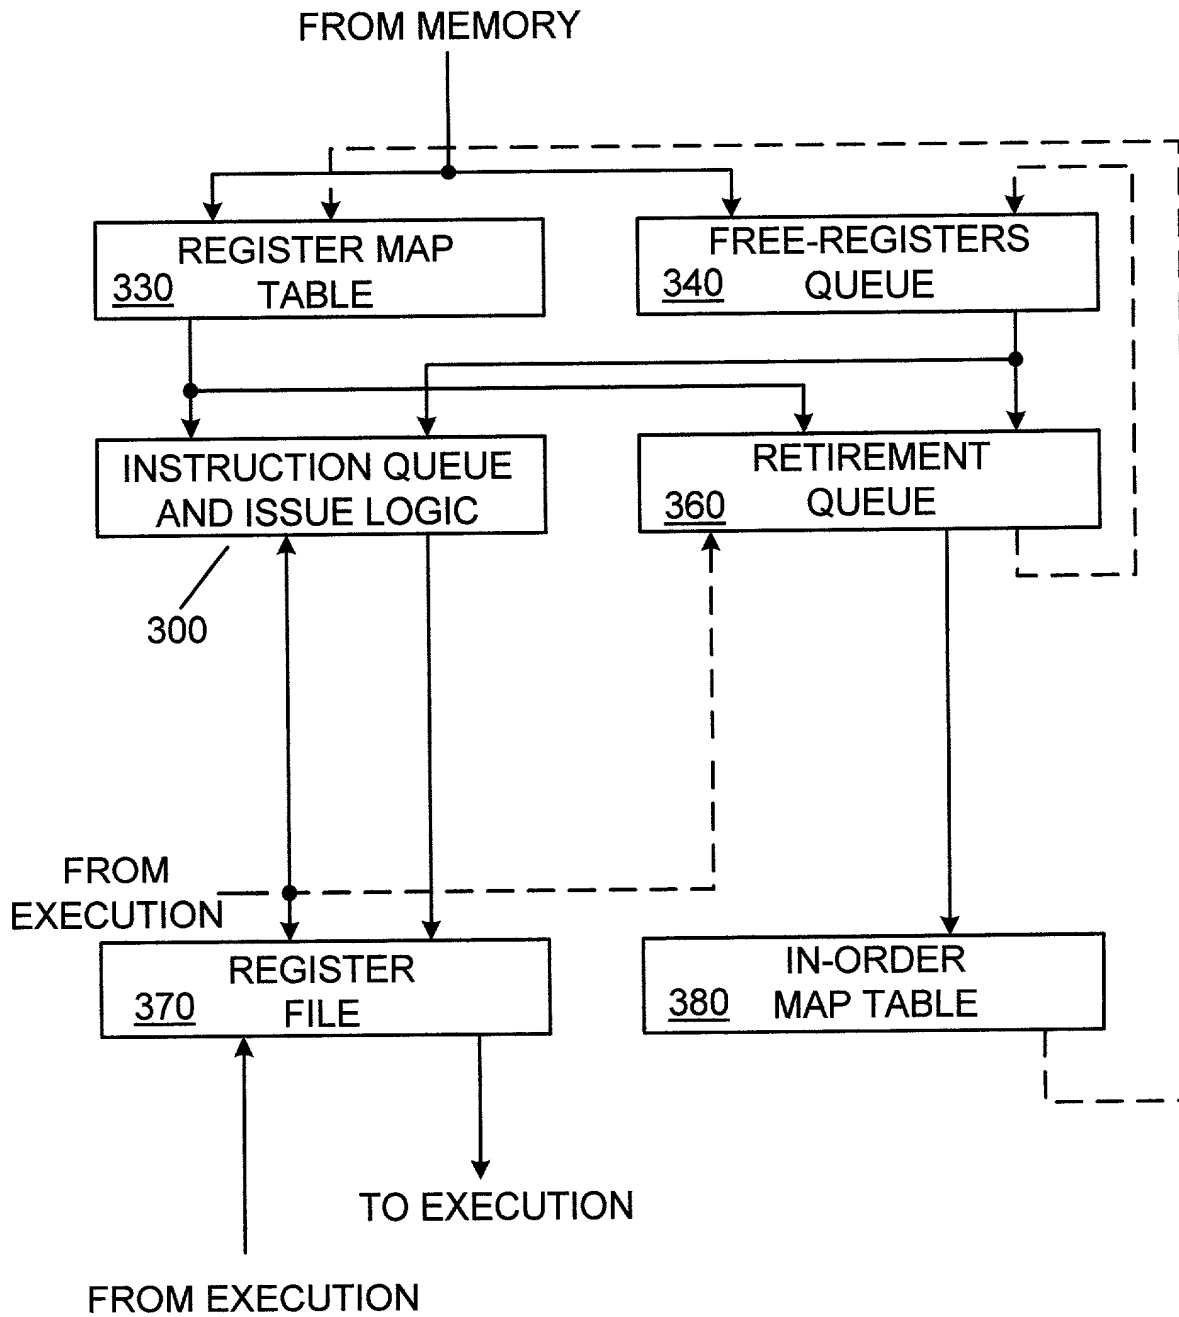 FROM MEMORY
REGISTER MAP
TABLE
330
FREE-REGISTERS
QUEUE
340
INSTRUCTION QUEUE
AND ISSUE LOGIC
300
RETIREMENT
QUEUE
360
FROM
EXECUTION
REGISTER
FILE
370
IN-ORDER
MAP TABLE
380
TO EXECUTION
FROM EXECUTION